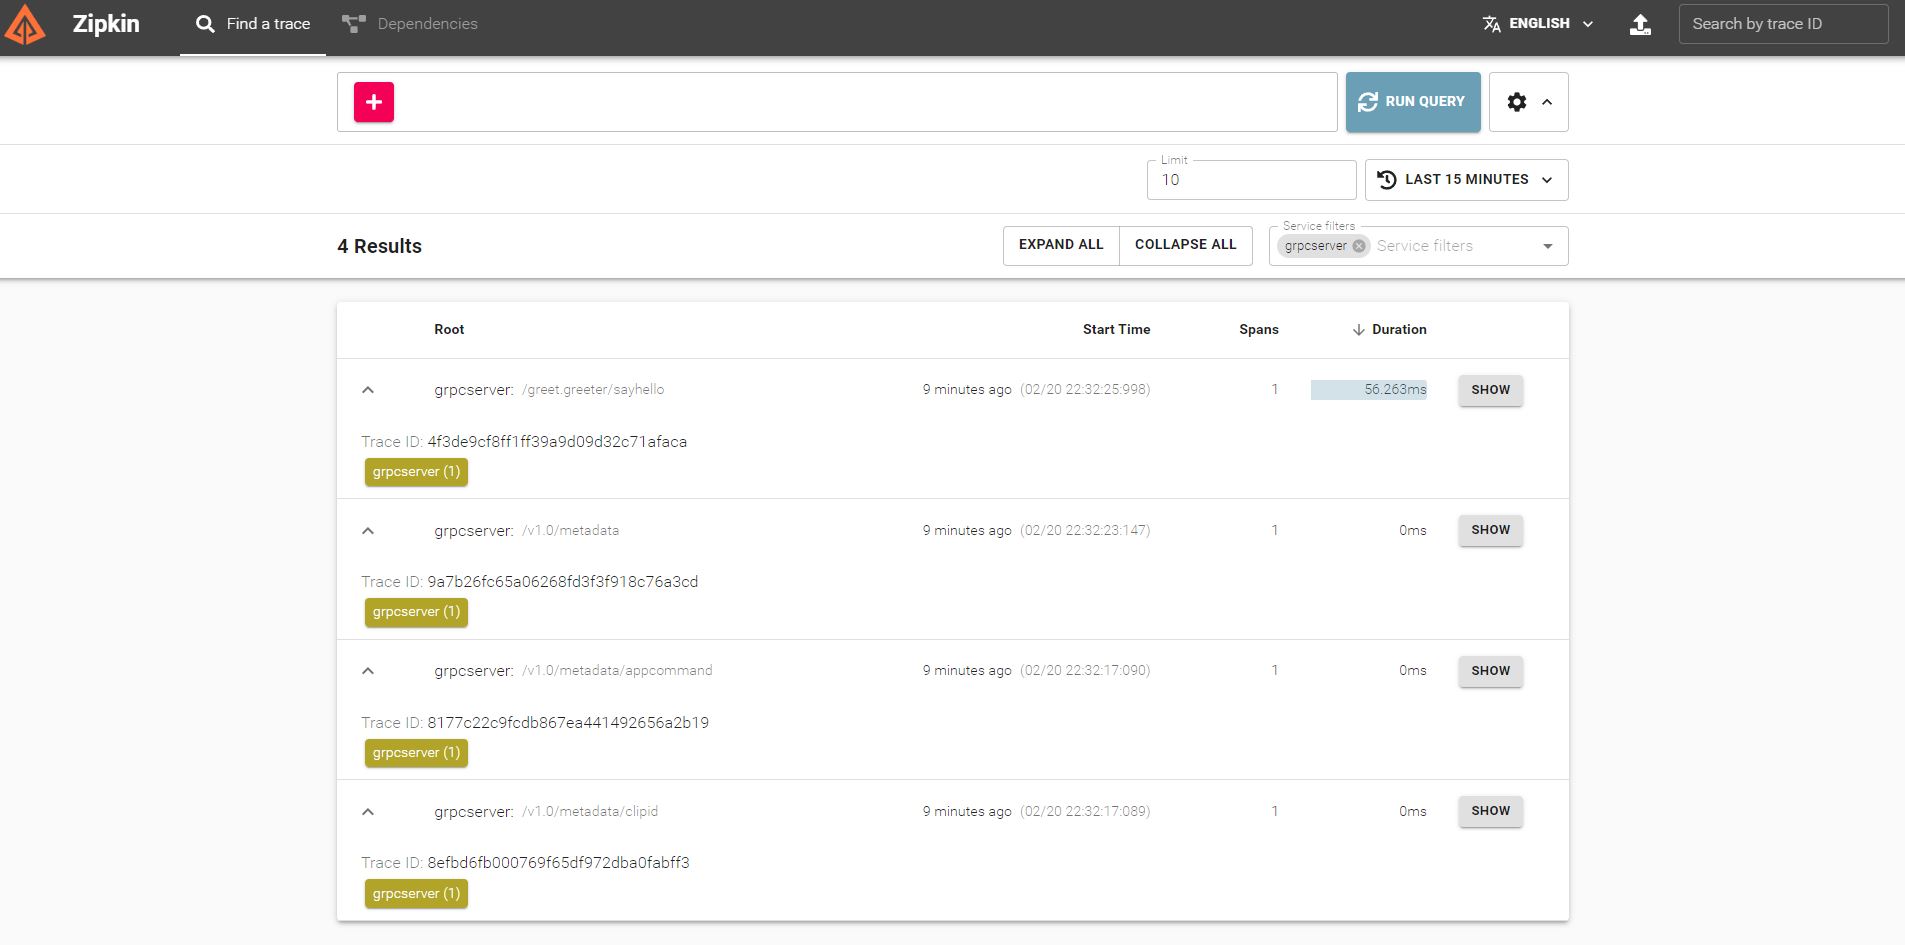 Zipkin Find a trace Dependencies ENGLISH Search by trace ID
RUN QUERY
Limit
10 LAST 15 MINUTES
4 Results EXPAND ALL COLLAPSE ALL Service filters
grpcserver Service filters
Root Start Time Spans Duration
grpcserver: /greet.greeter/sayhello 9 minutes ago (02/20 22:32:25:998) 1 56.263ms SHOW
Trace ID: 4f3de9cf8ff1ff39a9d09d32c71afaca
grpcserver (1)
grpcserver: /v1.0/metadata 9 minutes ago (02/20 22:32:23:147) 1 0ms SHOW
Trace ID: 9a7b26fc65a06268fd3f3f918c76a3cd
grpcserver (1)
grpcserver: /v1.0/metadata/appcommand 9 minutes ago (02/20 22:32:17:090) 1 0ms SHOW
Trace ID: 8177c22c9fcdb867ea441492656a2b19
grpcserver (1)
grpcserver: /v1.0/metadata/clipid 9 minutes ago (02/20 22:32:17:089) 1 0ms SHOW
Trace ID: 8efbd6fb000769f65df972dba0fabff3
grpcserver (1)